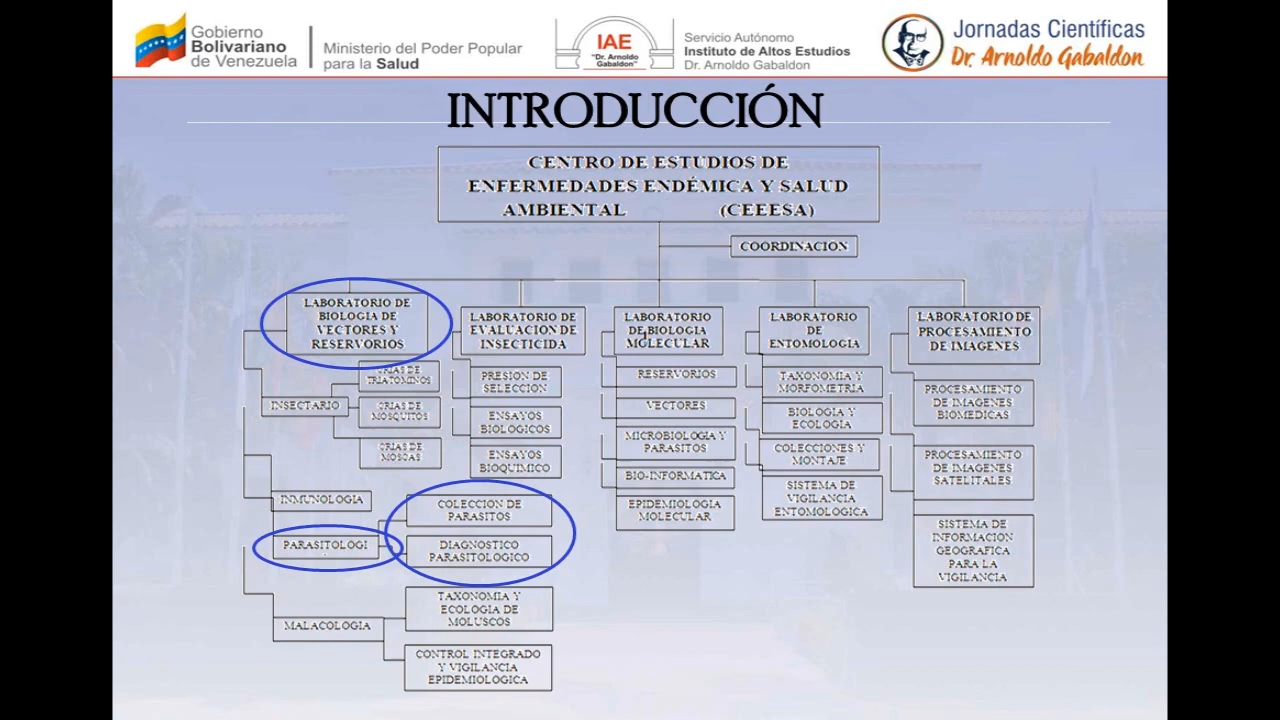 Gobierno
Bolivariano
de Venezuela
Ministerio del Poder Popular
para la Salud
IAE
"Dr. Arnoldo
Gabaldon"
Servicio Autónomo
Instituto de Altos Estudios
Dr. Arnoldo Gabaldon
Jornadas Científicas
Dr. Arnoldo Gabaldon
INTRODUCCIÓN
CENTRO DE ESTUDIOS DE
ENFERMEDADES ENDÉMICA Y SALUD
AMBIENTAL (CEEESA)
COORDINACION
LABORATORIO DE
BIOLOGIA DE
VECTORES Y
RESERVORIOS
INSECTARIO
CRIAS DE
TRIATOMINOS
CRIAS DE
MOSQUITOS
CRIAS DE
MOSCAS
INMUNOLOGIA
PARASITOLOGI
COLECCION DE
PARASITOS
DIAGNOSTICO
PARASITOLOGICO
MALACOLOGIA
TAXONOMIA Y
ECOLOGIA DE
MOLUSCOS
CONTROL INTEGRADO
Y VIGILANCIA
EPIDEMIOLOGICA
LABORATORIO DE
EVALUACION DE
INSECTICIDA
PRESION DE
SELECCION
ENSAYOS
BIOLOGICOS
ENSAYOS
BIOQUIMICO
LABORATORIO
DE BIOLOGIA
MOLECULAR
RESERVORIOS
VECTORES
MICROBIOLOGIA Y
PARASITOS
BIO-INFORMATICA
EPIDEMIOLOGIA
MOLECULAR
LABORATORIO
DE
ENTOMOLOGIA
TAXONOMIA Y
MORFOMETRIA
BIOLOGIA Y
ECOLOGIA
COLECCIONES Y
MONTAJE
SISTEMA DE
VIGILANCIA
ENTOMOLOGICA
LABORATORIO DE
PROCESAMIENTO
DE IMAGENES
PROCESAMIENTO
DE IMAGENES
BIOMEDICAS
PROCESAMIENTO
DE IMAGENES
SATELITALES
SISTEMA DE
INFORMACION
GEOGRAFICA
PARA LA
VIGILANCIA